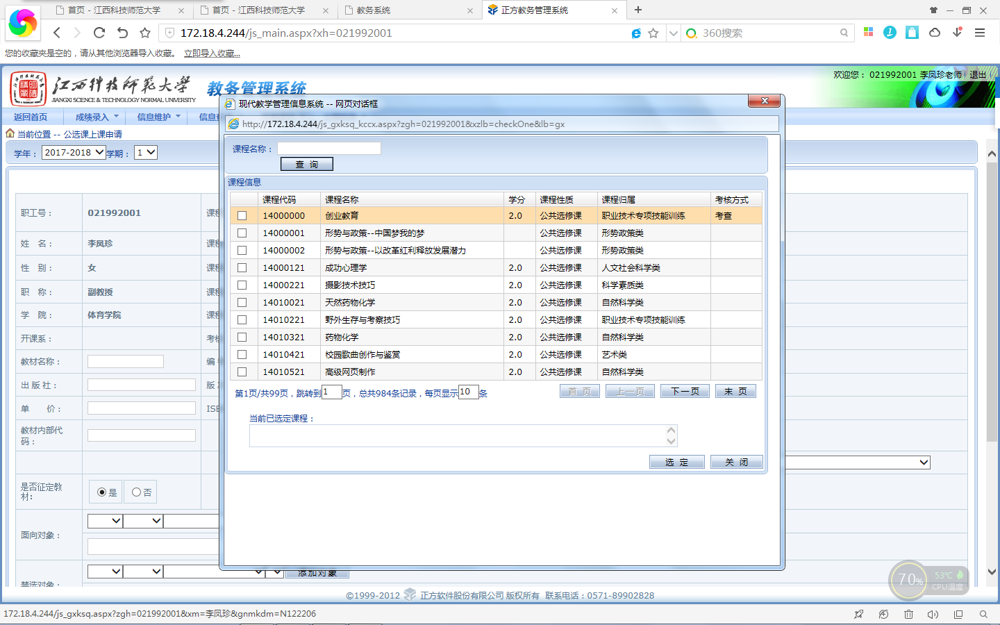 首页 - 江西科技师范大学
首页 - 江西科技师范大学
教务系统
正方教务管理系统
172.18.4.244/js_main.aspx?xh=021992001
360搜索
您的收藏夹是空的，请从其他浏览器导入收藏。 立即导入收藏...
江西科技师范大学
JIANGXI SCIENCE & TECHNOLOGY NORMAL UNIVERSITY
教务管理系统
欢迎您： 021992001 李凤珍老师 退出
返回首页 成绩录入 信息维护
当前位置 -- 公选课上课申请
学年： 2017-2018 学期： 1
职工号： 021992001
姓 名： 李凤珍
性 别： 女
职 称： 副教授
学 院： 体育学院
开课系：
教材名称：
出 版 社：
单 价：
教材内部代
码：
是否征定教
材：
是 否
面向对象：
禁选对象：
添加对象
现代教学管理信息系统 -- 网页对话框
http://172.18.4.244/js_gxksq_kccx.aspx?zgh=021992001&xzlb=checkOne&lb=gx
课程名称：
查 询
课程信息
课程代码 课程名称 学分 课程性质 课程归属 考核方式
14000000 创业教育 2.0 公共选修课 职业技术专项技能训练 考查
14000001 形势与政策--中国梦我的梦 公共选修课 形势政策类
14000002 形势与政策--以改革红利释放发展潜力 公共选修课 形势政策类
14000121 成功心理学 2.0 公共选修课 人文社会科学类
14000221 摄影技术技巧 2.0 公共选修课 科学素质类
14010021 天然药物化学 2.0 公共选修课 自然科学类
14010221 野外生存与考察技巧 2.0 公共选修课 职业技术专项技能训练
14010321 药物化学 2.0 公共选修课 自然科学类
14010421 校园歌曲创作与鉴赏 2.0 公共选修课 艺术类
14010521 高级网页制作 2.0 公共选修课 自然科学类
第1页/共99页，跳转到1页，总共984条记录，每页显示10条
首 页 上一页 下一页 末 页
当前已选定课程：
选 定 关 闭
70%
53℃
CPU温度
©1999-2012 正方软件股份有限公司 版权所有 联系电话：0571-89902828
172.18.4.244/js_gxksq.aspx?zgh=021992001&xm=李凤珍&gnmkdm=N122206